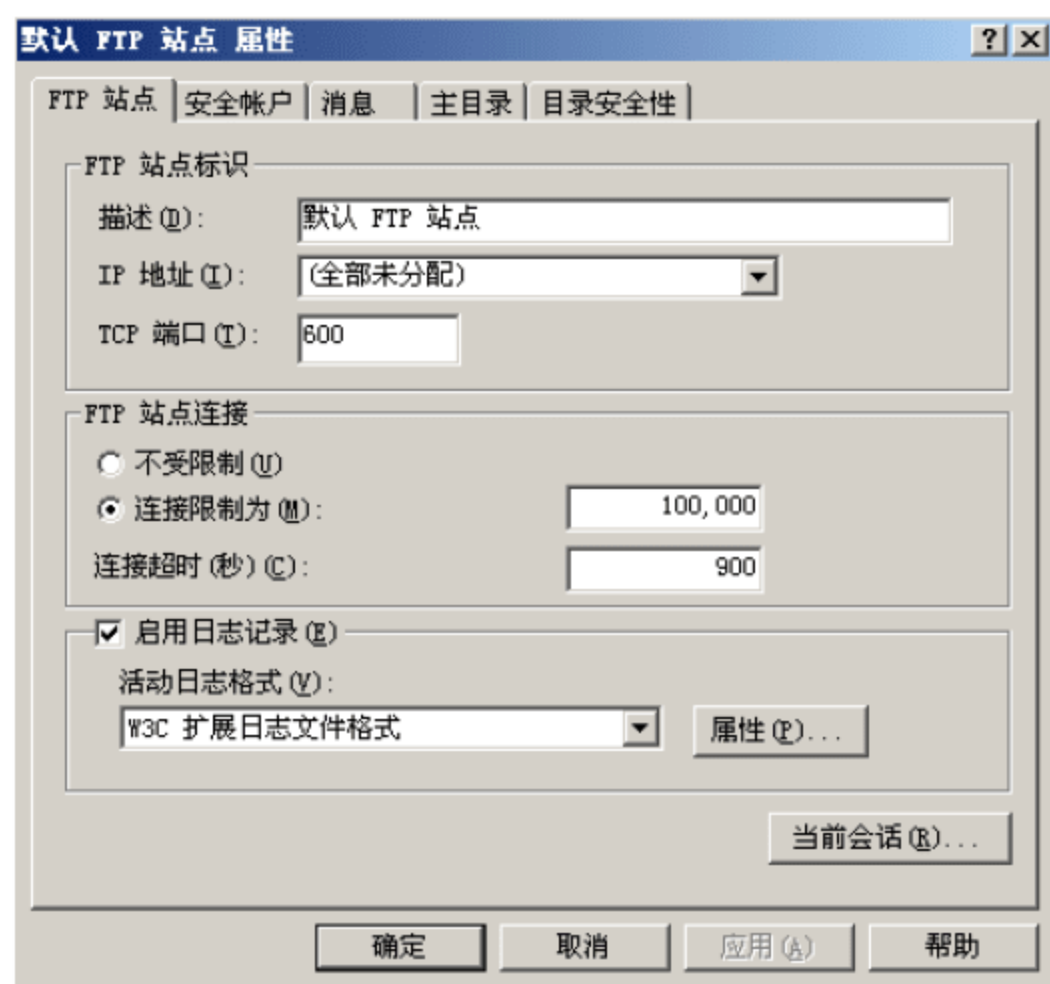 默认 FTP 站点 属性
FTP 站点 安全帐户 消息 主目录 目录安全性
FTP 站点标识
描述(D): 默认 FTP 站点
IP 地址(I): (全部未分配)
TCP 端口(T): 600
FTP 站点连接
不受限制(U)
连接限制为(M): 100,000
连接超时(秒)(C): 900
启用日志记录(E)
活动日志格式(V):
W3C 扩展日志文件格式 属性(P)...
当前会话(R)...
确定 取消 应用(A) 帮助